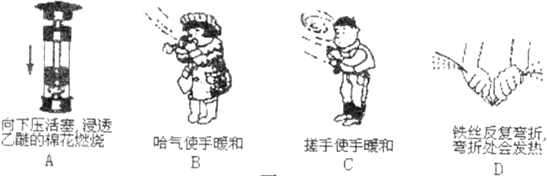 向下压活塞,浸透
乙醚的棉花燃烧
A
哈气使手暖和
B
搓手使手暖和
C
铁丝反复弯折,
弯折处会发热
D